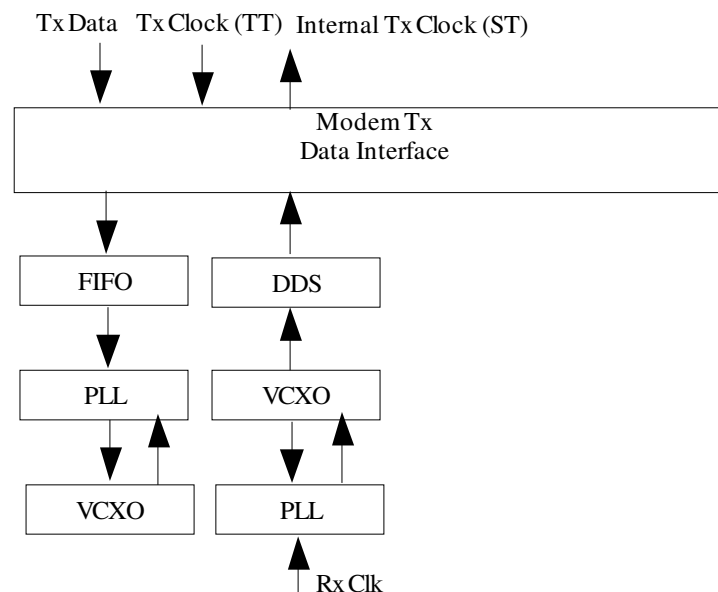 Tx Data Tx Clock (TT) Internal Tx Clock (ST)
Modem Tx
Data Interface
FIFO DDS
PLL VCXO
VCXO PLL
Rx Clk